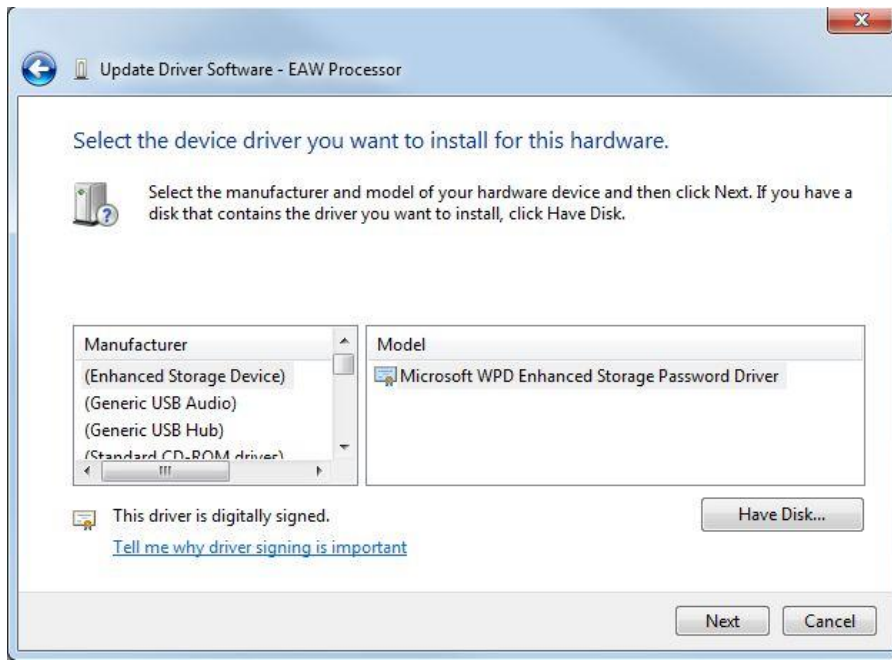 Update Driver Software - EAW Processor
Select the device driver you want to install for this hardware.
Select the manufacturer and model of your hardware device and then click Next. If you have a
disk that contains the driver you want to install, click Have Disk.
Manufacturer
(Enhanced Storage Device)
(Generic USB Audio)
(Generic USB Hub)
(Standard CD-ROM drives)
Model
Microsoft WPD Enhanced Storage Password Driver
This driver is digitally signed.
Tell me why driver signing is important
Have Disk...
Next
Cancel